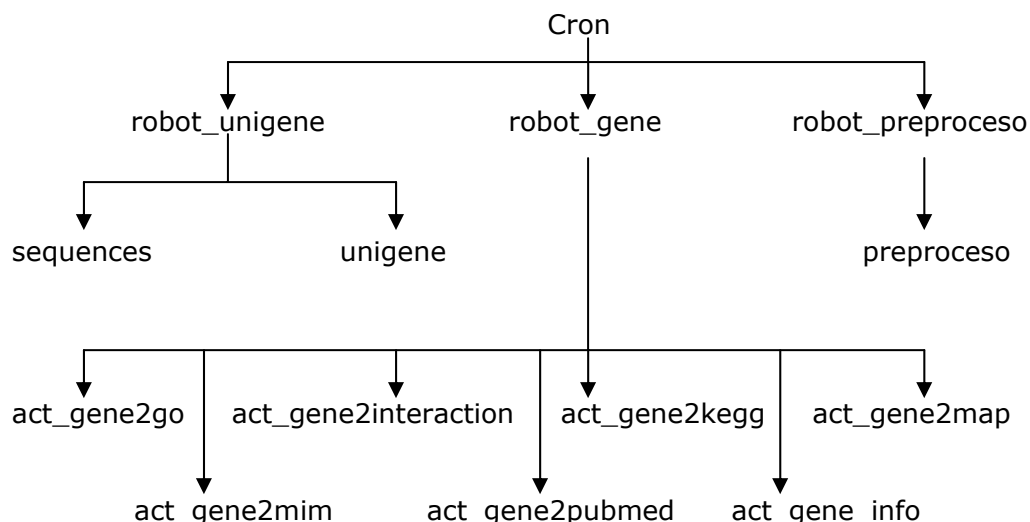 Cron
robot_unigene robot_gene robot_preproceso
sequences unigene preproceso
act_gene2go act_gene2interaction act_gene2kegg act_gene2map
act_gene2mim act_gene2pubmed act_gene_info